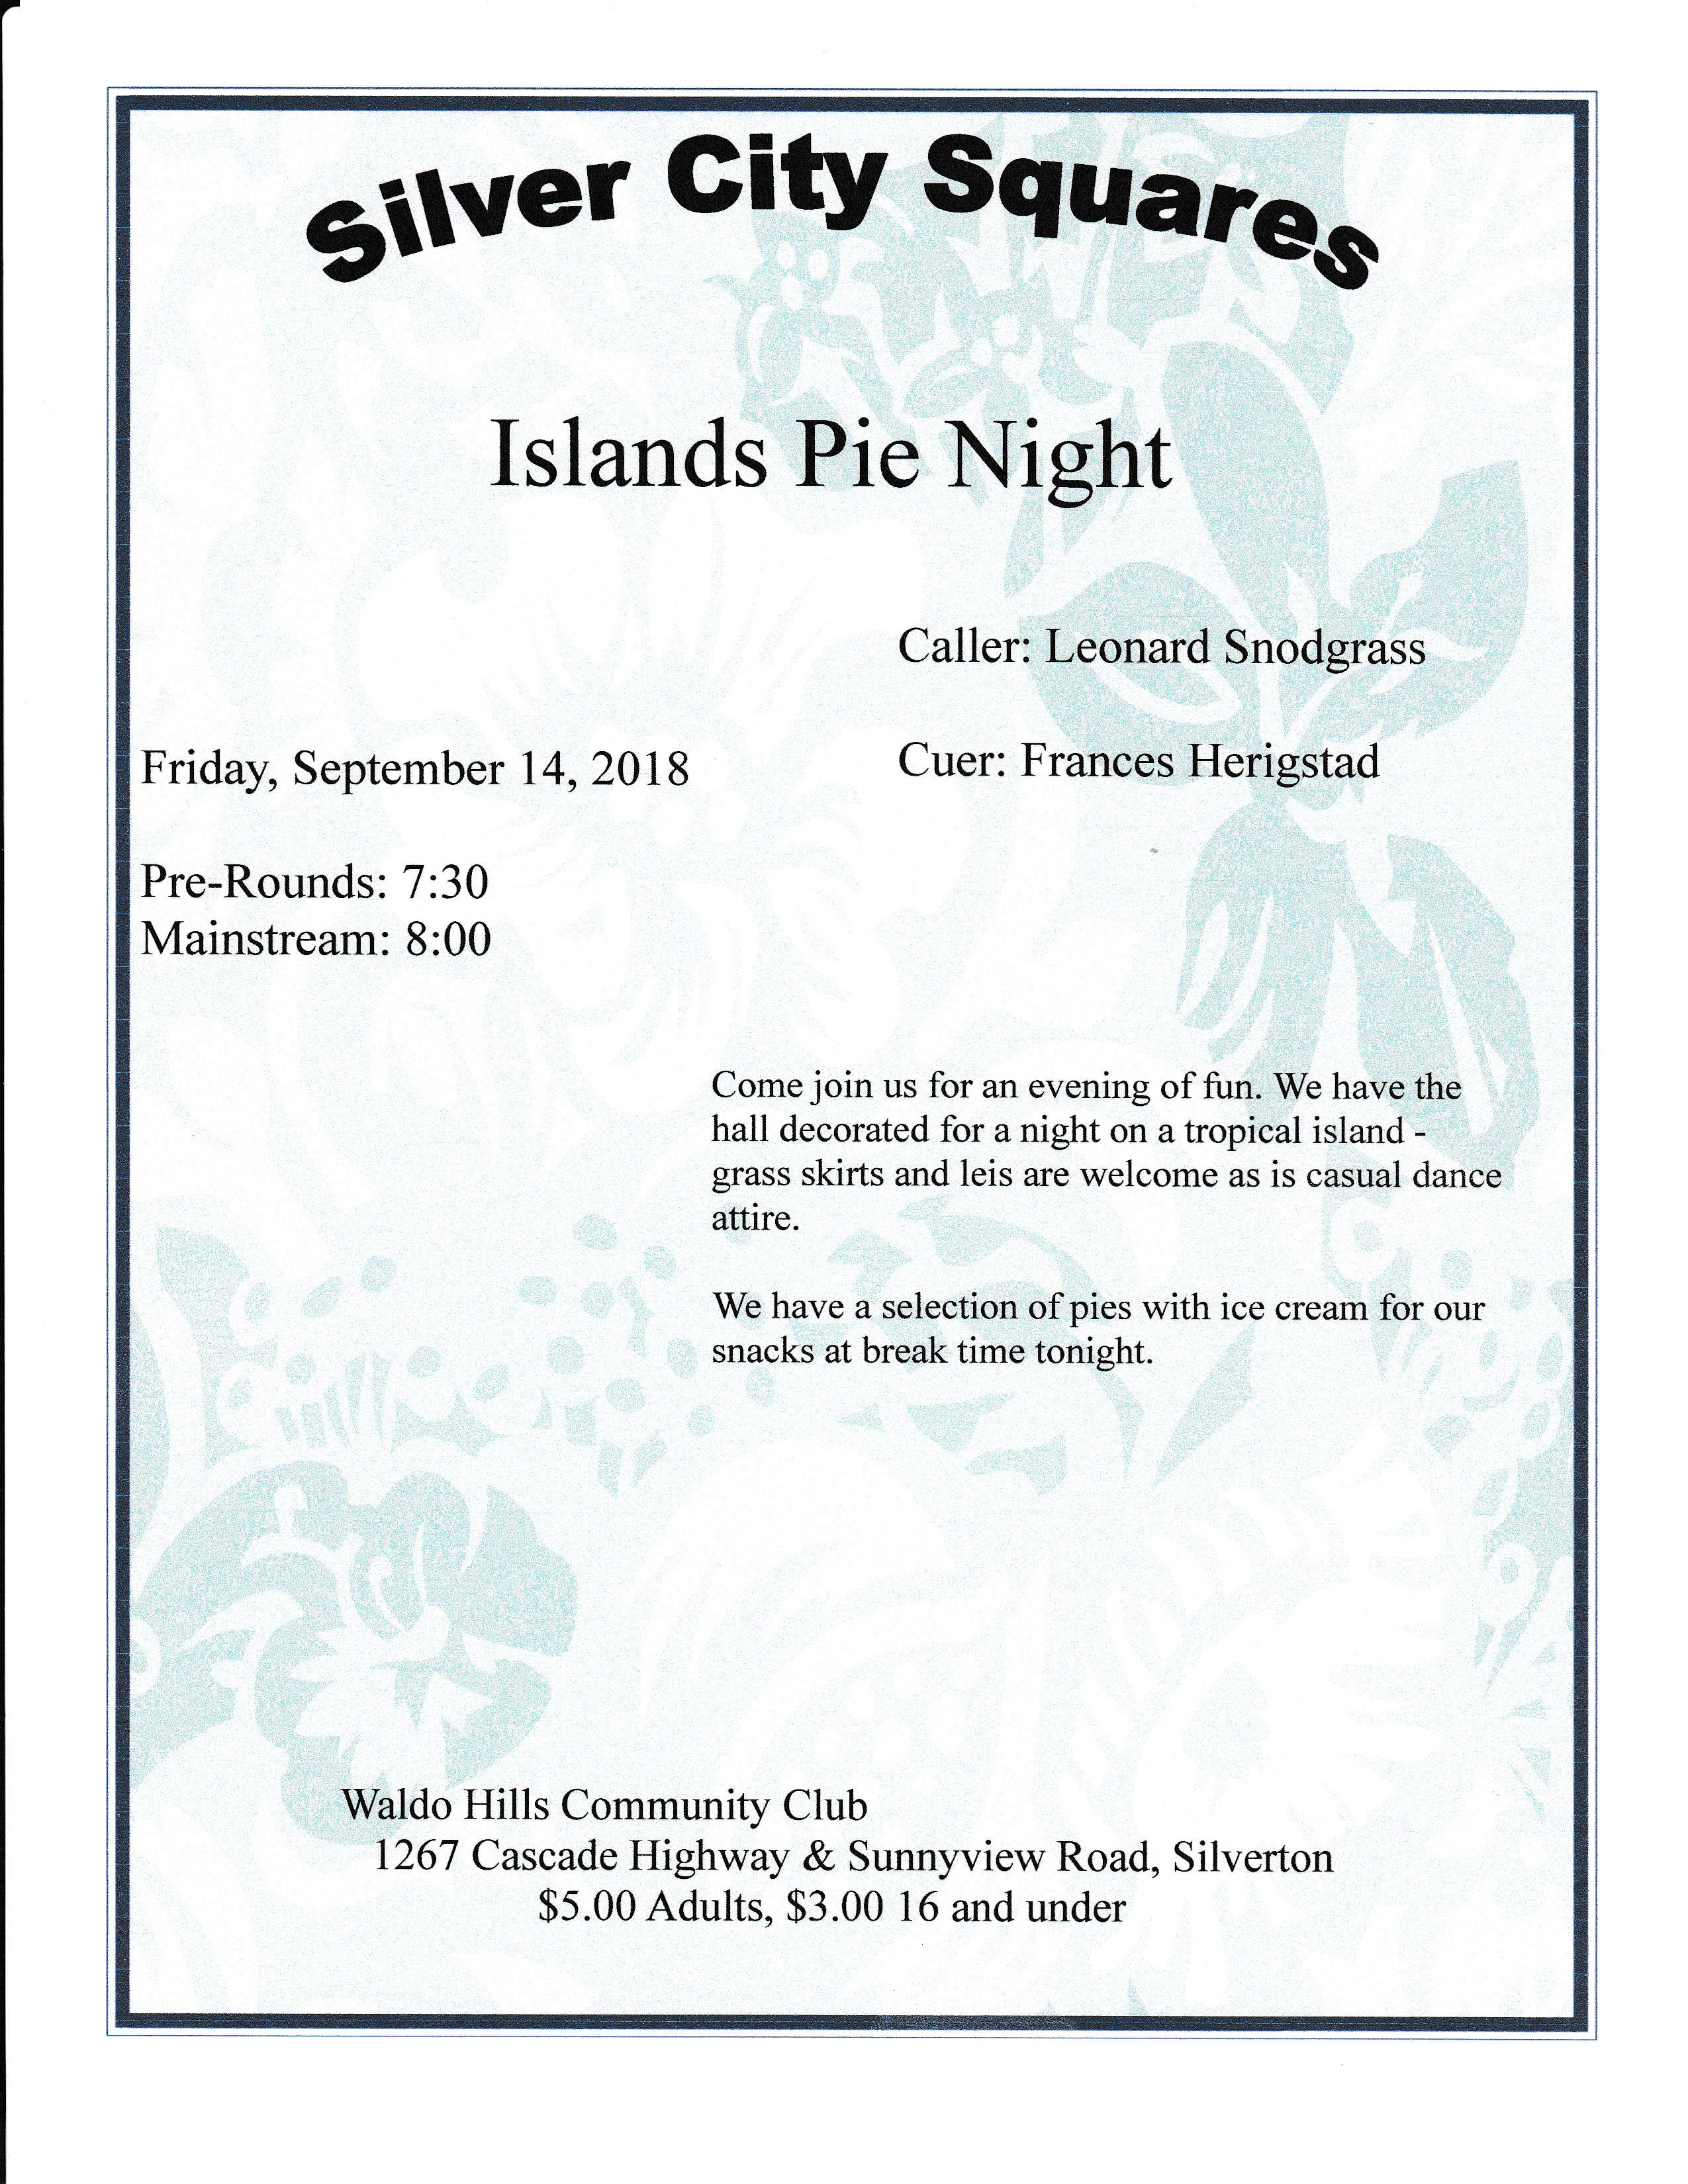 Silver City Squares
Islands Pie Night
Caller: Leonard Snodgrass
Friday, September 14, 2018
Cuer: Frances Herigstad
Pre-Rounds: 7:30
Mainstream: 8:00
Come join us for an evening of fun. We have the
hall decorated for a night on a tropical island -
grass skirts and leis are welcome as is casual dance
attire.
We have a selection of pies with ice cream for our
snacks at break time tonight.
Waldo Hills Community Club
1267 Cascade Highway & Sunnyview Road, Silverton
$5.00 Adults, $3.00 16 and under